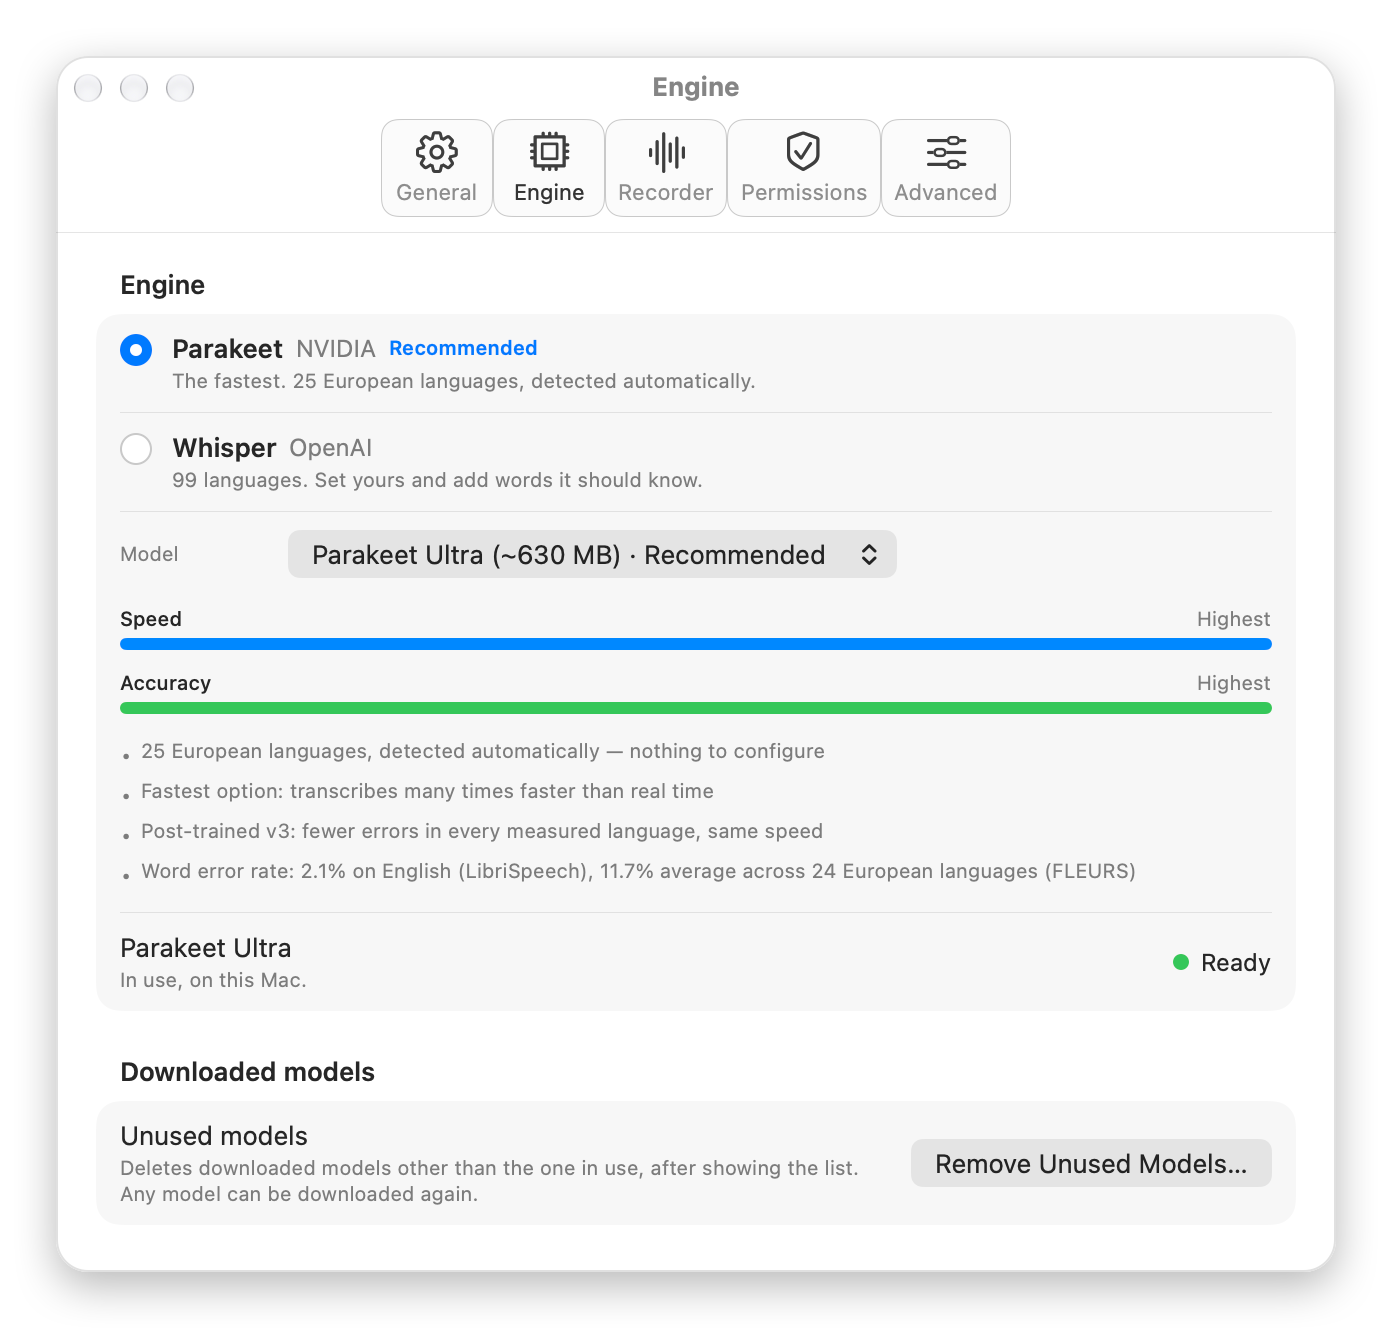 Engine
General
Engine
Recorder
Permissions
Advanced
Engine
Parakeet NVIDIA Recommended
The fastest. 25 European languages, detected automatically.
Whisper OpenAI
99 languages. Set yours and add words it should know.
Model Parakeet Ultra (~630 MB) · Recommended
Speed Highest
Accuracy Highest
• 25 European languages, detected automatically — nothing to configure
• Fastest option: transcribes many times faster than real time
• Post-trained v3: fewer errors in every measured language, same speed
• Word error rate: 2.1% on English (LibriSpeech), 11.7% average across 24 European languages (FLEURS)
Parakeet Ultra
In use, on this Mac.
Ready
Downloaded models
Unused models
Deletes downloaded models other than the one in use, after showing the list.
Any model can be downloaded again.
Remove Unused Models...